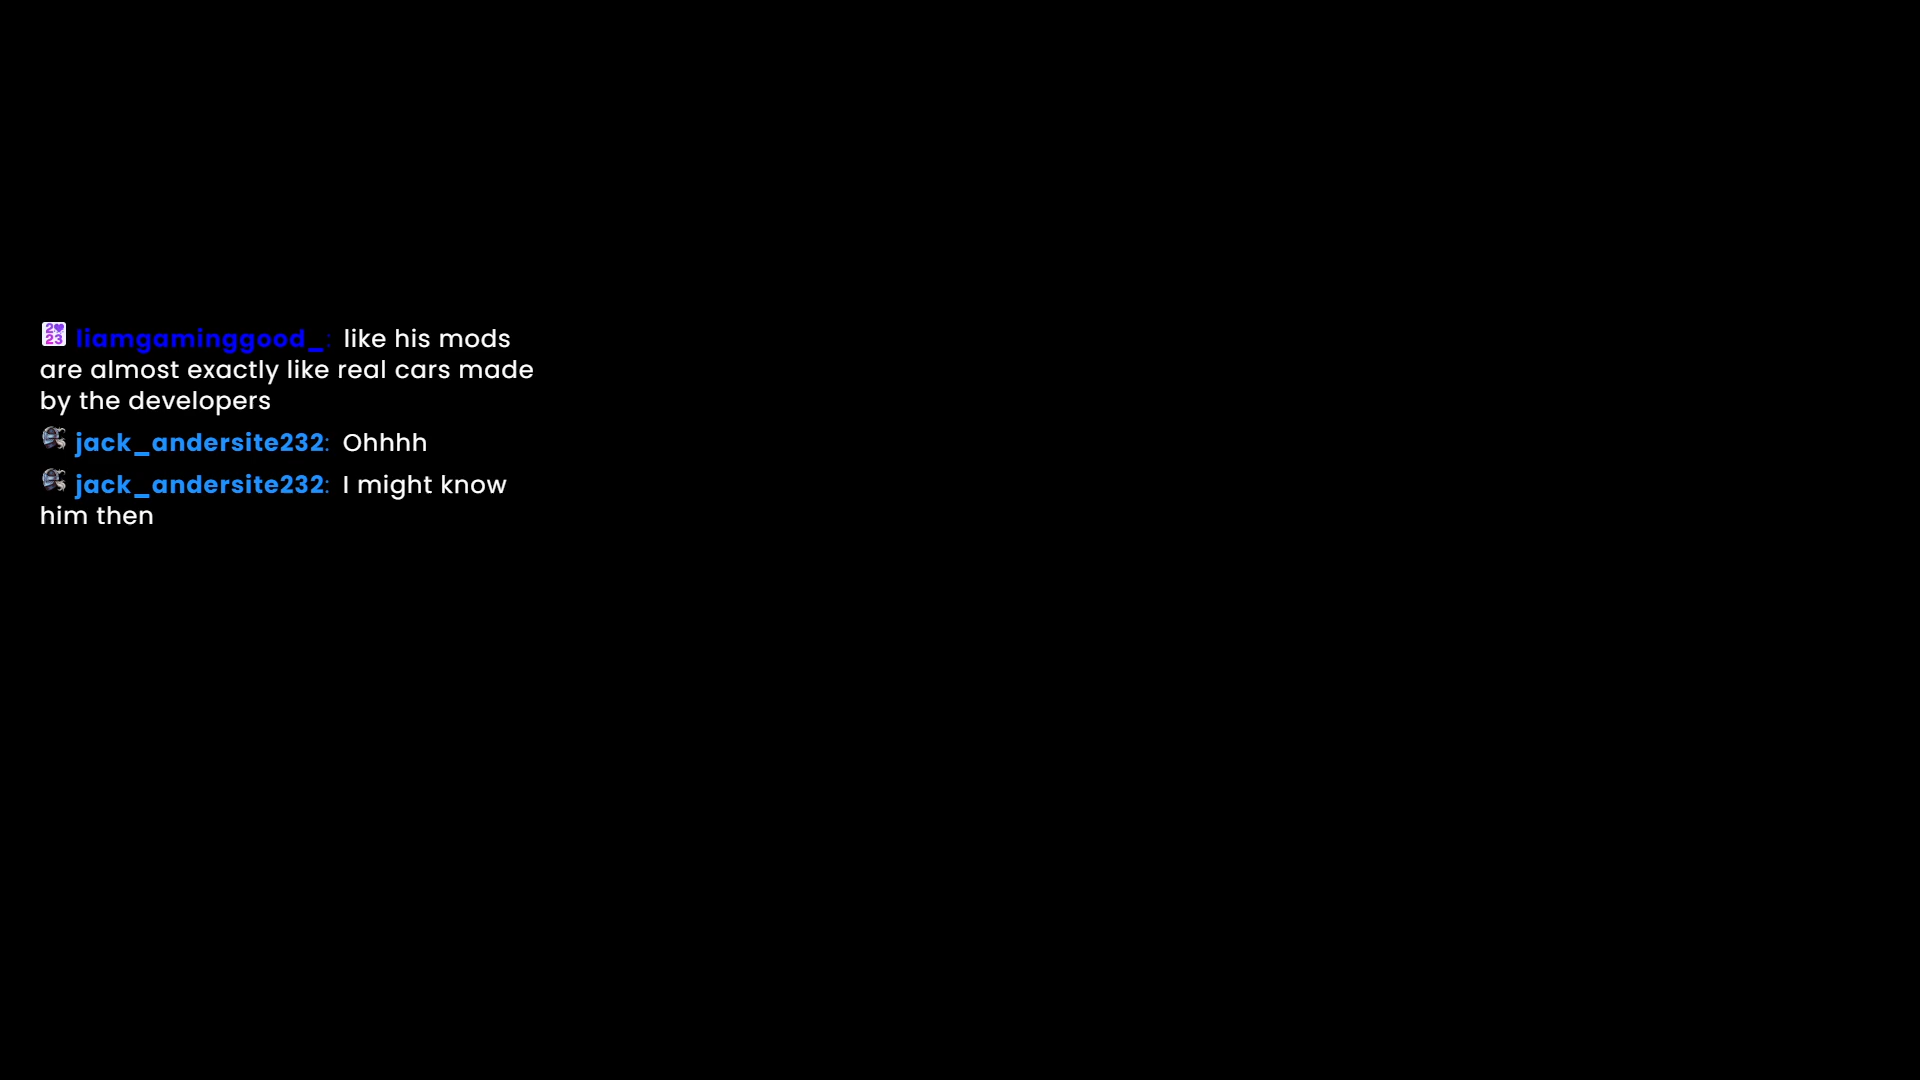 2023 liamgaminggood_: like his mods
are almost exactly like real cars made
by the developers
jack_andersite232: Ohhhh
jack_andersite232: I might know
him then